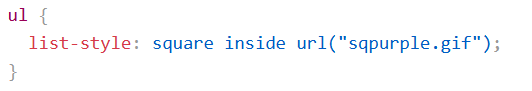 ul {
  list-style: square inside url("sqpurple.gif");
}